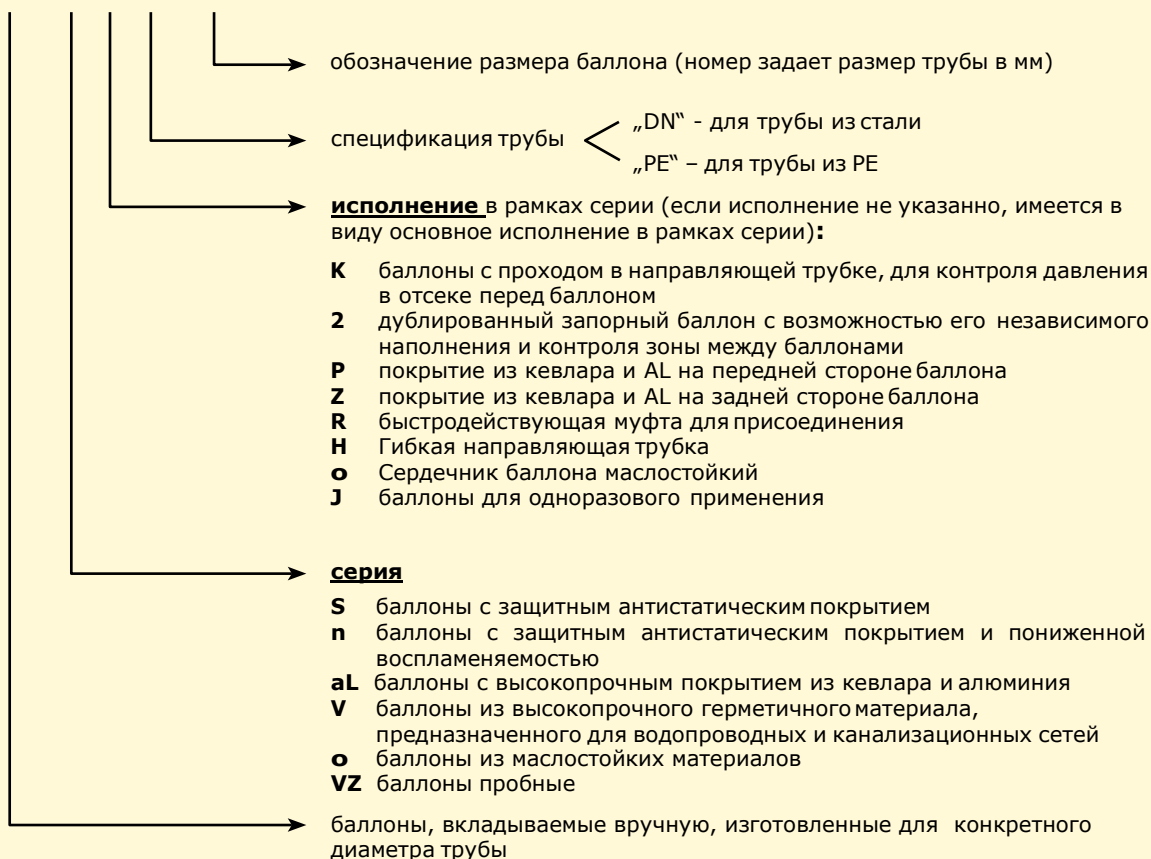 обозначение размера баллона (номер задает размер трубы в мм)
спецификация трубы
„DN“ - для трубы из стали
„PE“ – для трубы из PE
исполнение в рамках серии (если исполнение не указанно, имеется в
виду основное исполнение в рамках серии):
K баллоны с проходом в направляющей трубке, для контроля давления
в отсеке перед баллоном
2 дублированный запорный баллон с возможностью его независимого
наполнения и контроля зоны между баллонами
P покрытие из кевлара и AL на передней стороне баллона
Z покрытие из кевлара и AL на задней стороне баллона
R быстродействующая муфта для присоединения
H Гибкая направляющая трубка
o Сердечник баллона маслостойкий
J баллоны для одноразового применения
серия
S баллоны с защитным антистатическим покрытием
n баллоны с защитным антистатическим покрытием и пониженной
воспламеняемостью
aL баллоны с высокопрочным покрытием из кевлара и алюминия
V баллоны из высокопрочного герметичного материала,
предназначенного для водопроводных и канализационных сетей
o баллоны из маслостойких материалов
VZ баллоны пробные
баллоны, вкладываемые вручную, изготовленные для конкретного
диаметра трубы